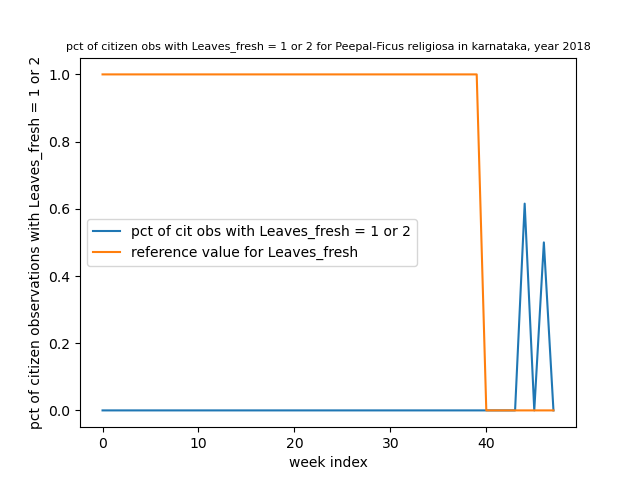 pct of citizen obs with Leaves_fresh = 1 or 2 for Peepal-Ficus religiosa in karnataka, year 2018
pct of citizen observations with Leaves_fresh = 1 or 2
1.0
0.8
0.6
0.4
0.2
0.0
pct of cit obs with Leaves_fresh = 1 or 2
reference value for Leaves_fresh
0 10 20 30 40
week index